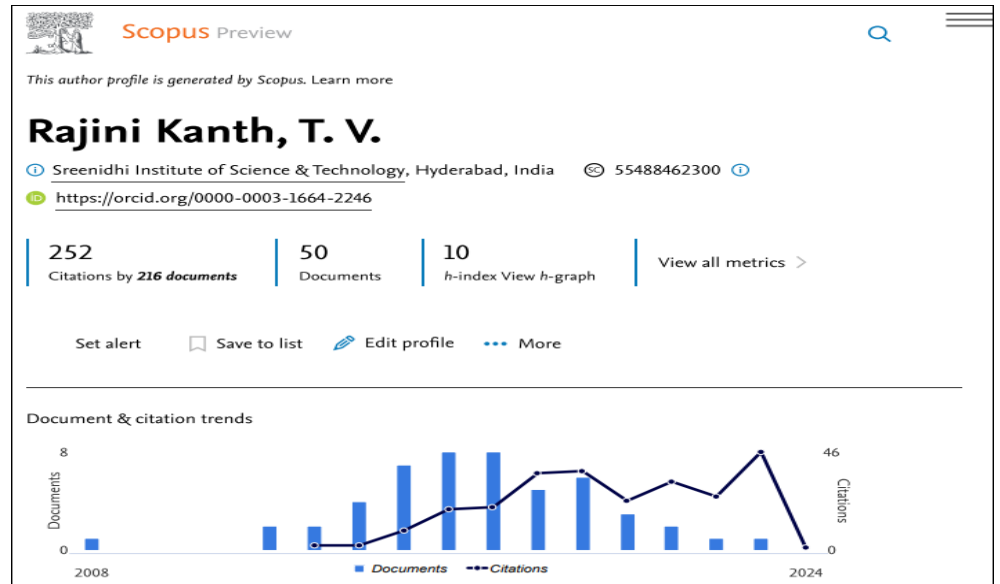 Scopus Preview
This author profile is generated by Scopus. Learn more
Rajini Kanth, T. V.
Sreenidhi Institute of Science & Technology, Hyderabad, India SC 55488462300
iD https://orcid.org/0000-0003-1664-2246
252 50 10
Citations by 216 documents Documents h-index View h-graph View all metrics >
Set alert Save to list Edit profile More
Document & citation trends
8 46
Documents Citations
0 0
2008 Documents Citations 2024